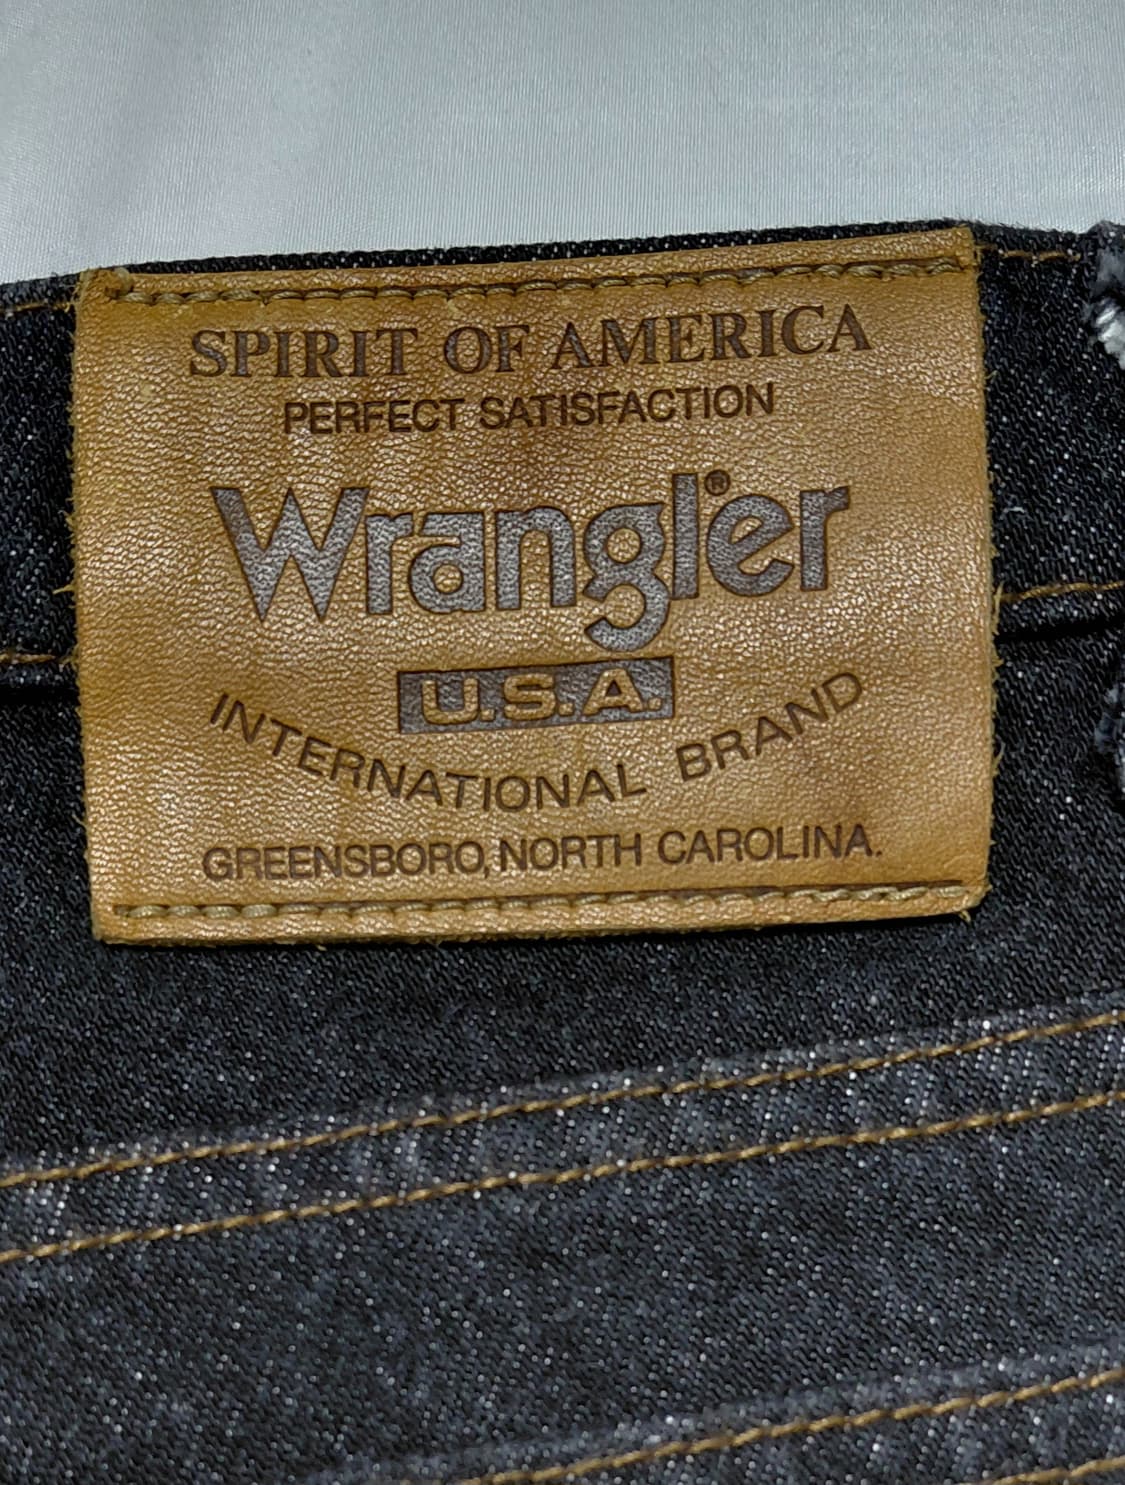 SPIRIT OF AMERICA
PERFECT SATISFACTION
Wrangler®
U.S.A.
INTERNATIONAL BRAND
GREENSBORO, NORTH CAROLINA.